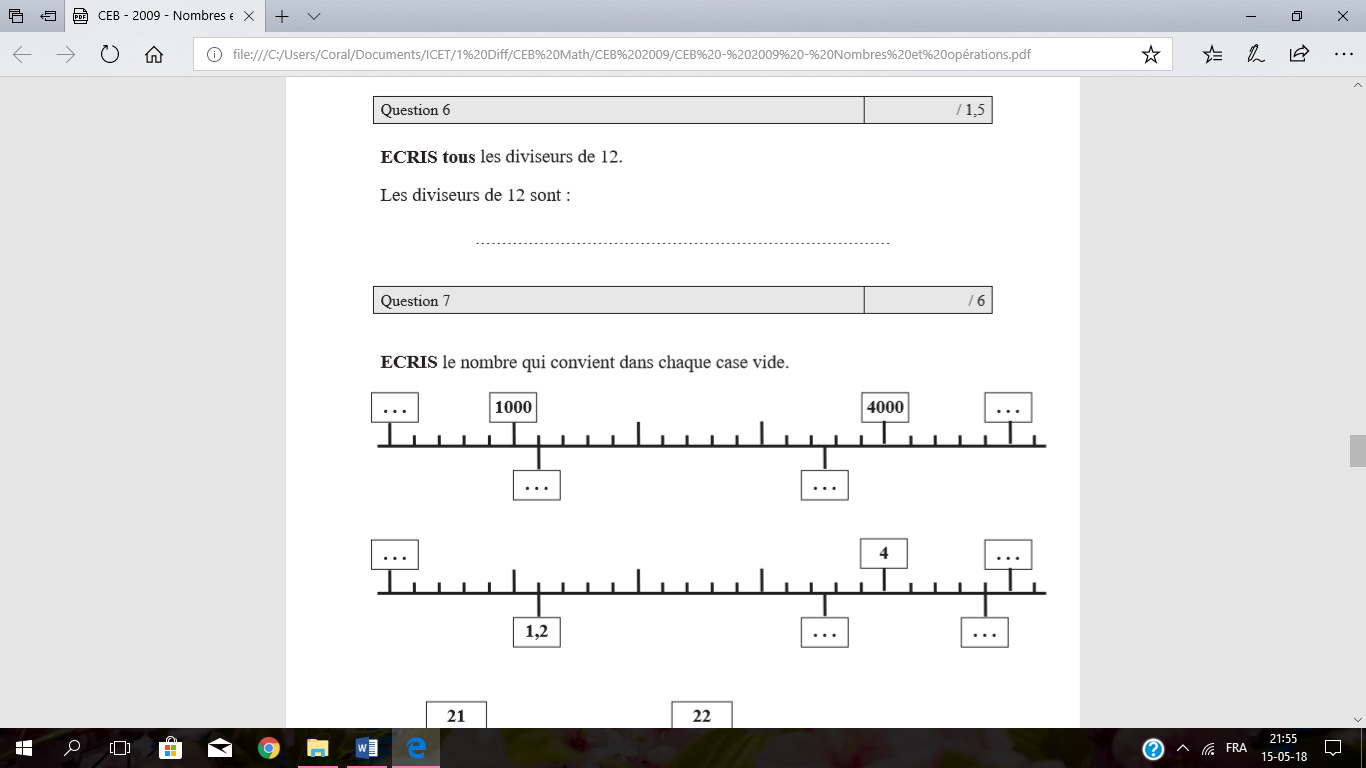 CEB - 2009 - Nombres e
file:///C:/Users/Coral/Documents/ICET/1%20Diff/CEB%20Math/CEB%202009/CEB%20-%202009%20-%20Nombres%20et%20opérations.pdf
Question 6 / 1,5
ECRIS tous les diviseurs de 12.
Les diviseurs de 12 sont :
Question 7 / 6
ECRIS le nombre qui convient dans chaque case vide.
... 1000 4000 ...
... ...
... 4 ...
1,2 ... ...
21 22
FRA 21:55
15-05-18